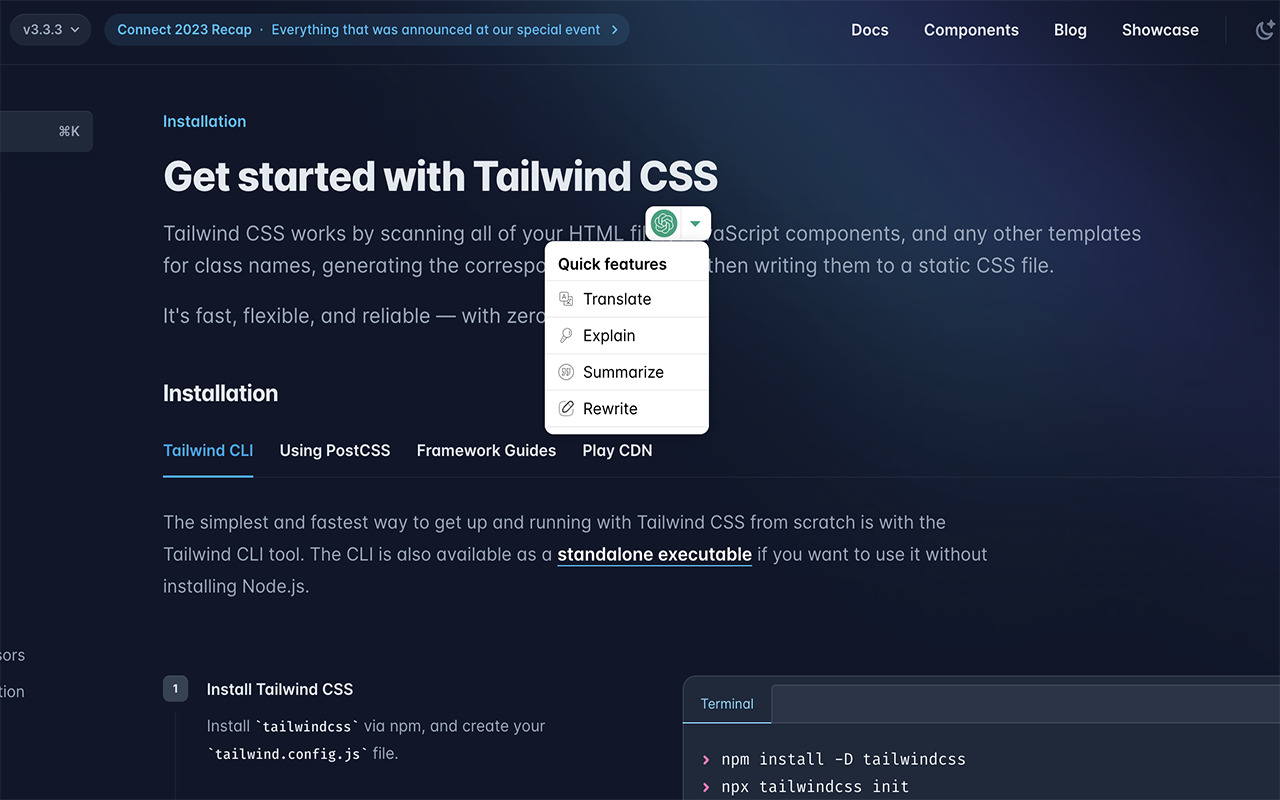 v3.3.3
Connect 2023 Recap · Everything that was announced at our special event
Docs Components Blog Showcase
⌘K
Installation
Get started with Tailwind CSS
Tailwind CSS works by scanning all of your HTML aScript components, and any other templates
for class names, generating the then writing them to a static CSS file.
It's fast, flexible, and reliable — with zero
Quick features
Translate
Explain
Summarize
Rewrite
Installation
Tailwind CLI Using PostCSS Framework Guides Play CDN
The simplest and fastest way to get up and running with Tailwind CSS from scratch is with the
Tailwind CLI tool. The CLI is also available as a standalone executable if you want to use it without
installing Node.js.
sors
tion
1 Install Tailwind CSS
Install `tailwindcss` via npm, and create your
`tailwind.config.js` file.
Terminal
npm install -D tailwindcss
npx tailwindcss init